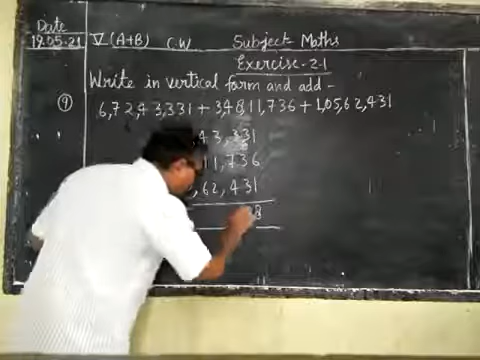 Date
19.05.21 V (A+B) C.W Subject- Maths
Exercise-2.1
Write in vertical form and add-
9 6,72,43,331 + 3,48,11,736 + 1,05,62,431
43,331
11,736
,62,431
8